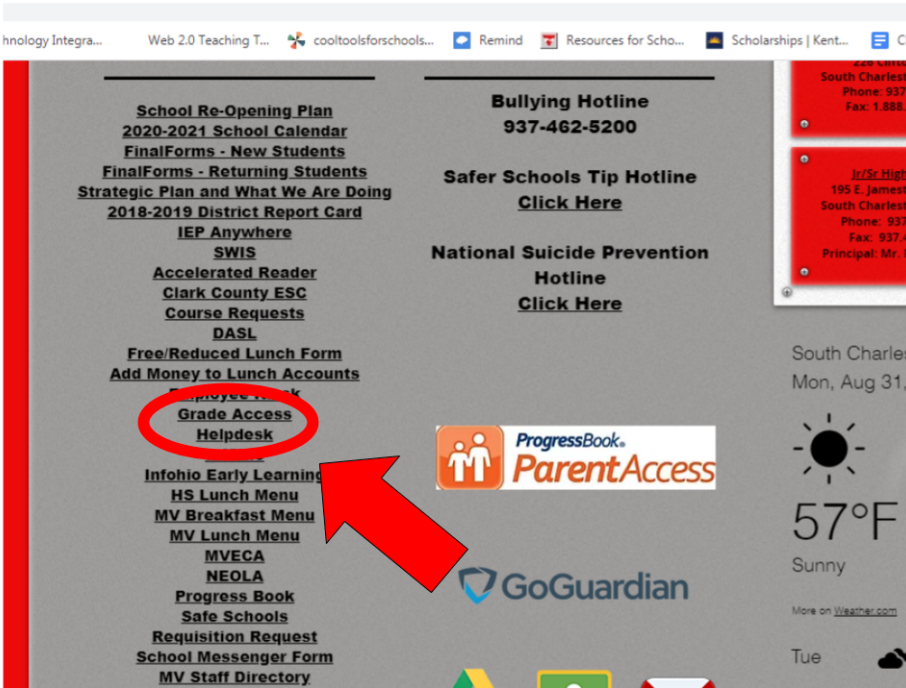 hnology Integra...
Web 2.0 Teaching T...
cooltoolsforschools...
Remind
Resources for Scho...
Scholarships | Kent...
School Re-Opening Plan
2020-2021 School Calendar
FinalForms - New Students
FinalForms - Returning Students
Strategic Plan and What We Are Doing
2018-2019 District Report Card
IEP Anywhere
SWIS
Accelerated Reader
Clark County ESC
Course Requests
DASL
Free/Reduced Lunch Form
Add Money to Lunch Accounts
Grade Access
Helpdesk
Infohio Early Learning
HS Lunch Menu
MV Breakfast Menu
MV Lunch Menu
MVECA
NEOLA
Progress Book
Safe Schools
Requisition Request
School Messenger Form
MV Staff Directory
Bullying Hotline
937-462-5200
Safer Schools Tip Hotline
Click Here
National Suicide Prevention
Hotline
Click Here
ProgressBook®
ParentAccess
GoGuardian
South Charlest
Phone: 937
Fax: 1.888.
Jr/Sr High
195 E. Jamest
South Charlest
Phone: 937
Fax: 937.4
Principal: Mr.
South Charles
Mon, Aug 31,
57°F
Sunny
More on Weather.com
Tue